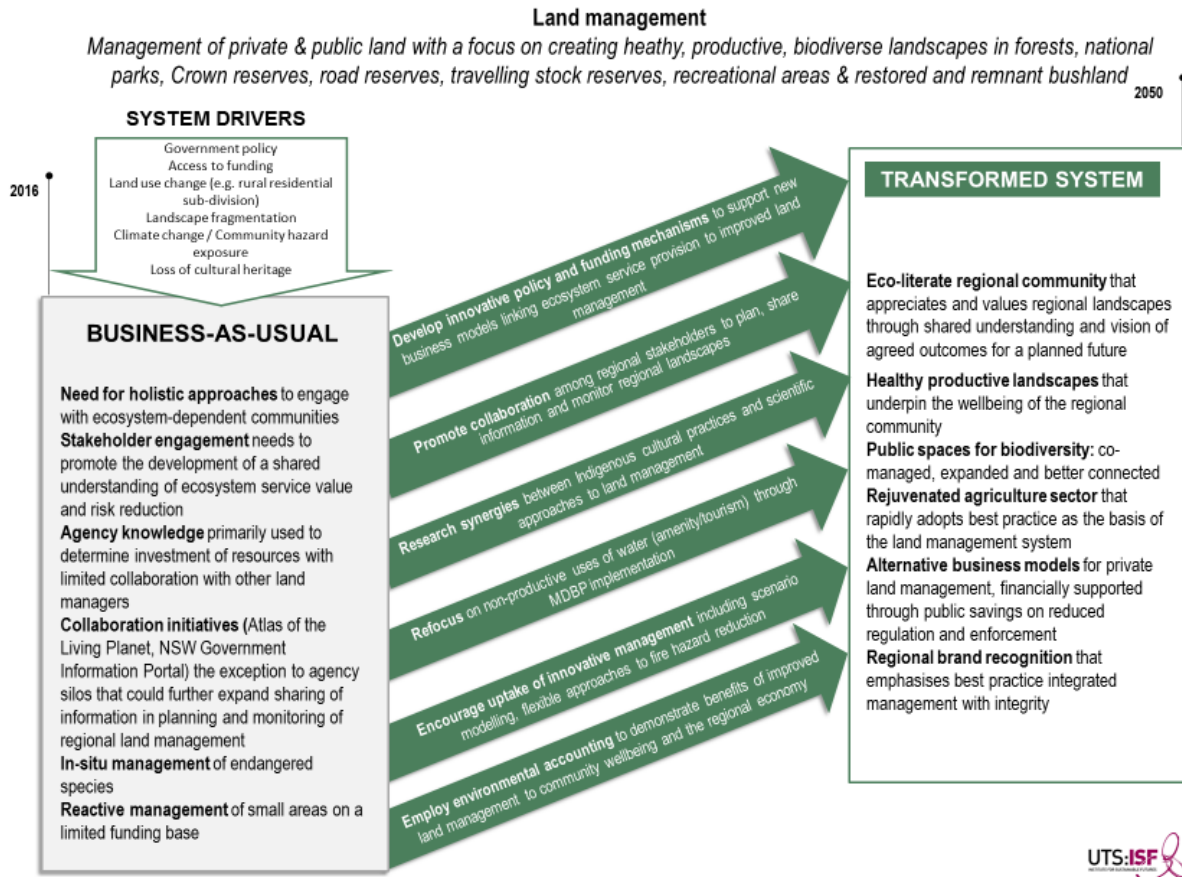 Land management
Management of private & public land with a focus on creating heathy, productive, biodiverse landscapes in forests, national
parks, Crown reserves, road reserves, travelling stock reserves, recreational areas & restored and remnant bushland
2050
SYSTEM DRIVERS
Government policy
Access to funding
Land use change (e.g. rural residential
sub-division)
Landscape fragmentation
Climate change / Community hazard
exposure
Loss of cultural heritage
2016
BUSINESS-AS-USUAL
Need for holistic approaches to engage
with ecosystem-dependent communities
Stakeholder engagement needs to
promote the development of a shared
understanding of ecosystem service value
and risk reduction
Agency knowledge primarily used to
determine investment of resources with
limited collaboration with other land
managers
Collaboration initiatives (Atlas of the
Living Planet, NSW Government
Information Portal) the exception to agency
silos that could further expand sharing of
information in planning and monitoring of
regional land management
In-situ management of endangered
species
Reactive management of small areas on a
limited funding base
Develop innovative policy and funding mechanisms to support new
business models linking ecosystem service provision to improved land
management
Promote collaboration among regional stakeholders to plan, share
information and monitor regional landscapes
Research synergies between Indigenous cultural practices and scientific
approaches to land management
Refocus on non-productive uses of water (amenity/tourism) through
MDBP implementation
Encourage uptake of innovative management including scenario
modelling, flexible approaches to fire hazard reduction
Employ environmental accounting to demonstrate benefits of improved
land management to community wellbeing and the regional economy
TRANSFORMED SYSTEM
Eco-literate regional community that
appreciates and values regional landscapes
through shared understanding and vision of
agreed outcomes for a planned future
Healthy productive landscapes that
underpin the wellbeing of the regional
community
Public spaces for biodiversity: co-
managed, expanded and better connected
Rejuvenated agriculture sector that
rapidly adopts best practice as the basis of
the land management system
Alternative business models for private
land management, financially supported
through public savings on reduced
regulation and enforcement
Regional brand recognition that
emphasises best practice integrated
management with integrity
UTS:ISF
INSTITUTE FOR SUSTAINABLE FUTURES